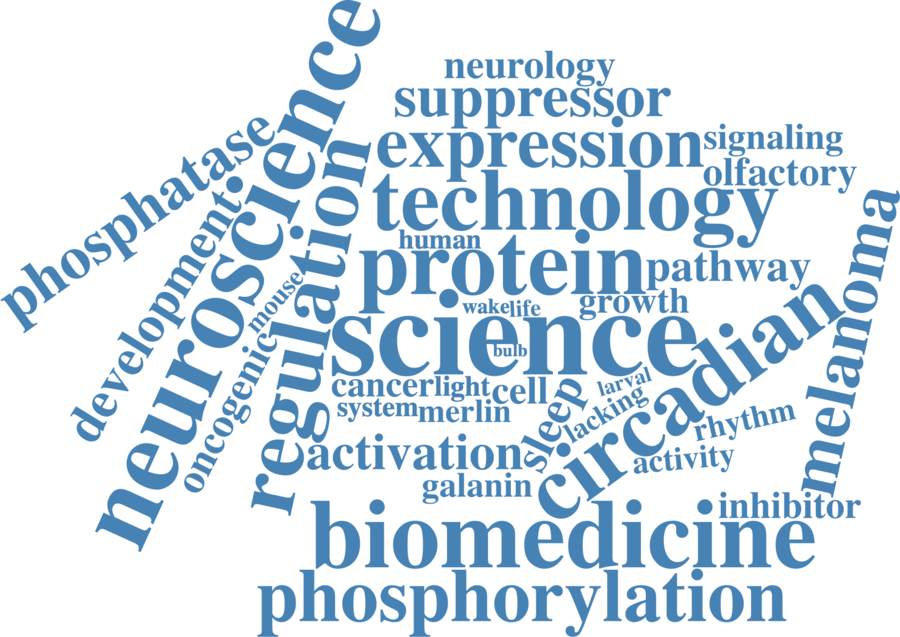 neurology
suppressor
expression
signaling
olfactory
technology
human
protein
pathway
wake
life
growth
science
bulb
cancer
light
cell
larval
system
merlin
sleep
lacking
circadian
rhythm
activation
activity
galanin
melanoma
inhibitor
biomedicine
phosphorylation
phosphatase
development
neuroscience
mouse
oncogenic
regulation